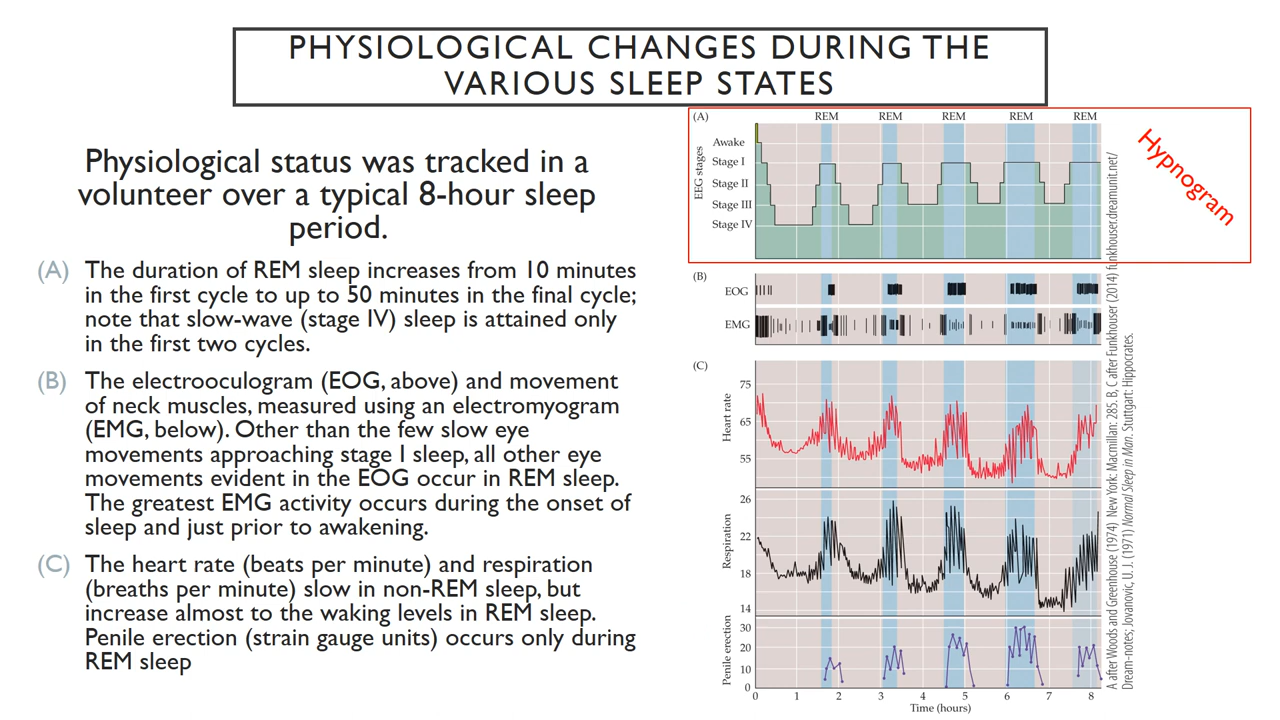 PHYSIOLOGICAL CHANGES DURING THE
VARIOUS SLEEP STATES
Physiological status was tracked in a
volunteer over a typical 8-hour sleep
period.
(A) The duration of REM sleep increases from 10 minutes
in the first cycle to up to 50 minutes in the final cycle;
note that slow-wave (stage IV) sleep is attained only
in the first two cycles.
(B) The electrooculogram (EOG, above) and movement
of neck muscles, measured using an electromyogram
(EMG, below). Other than the few slow eye
movements approaching stage I sleep, all other eye
movements evident in the EOG occur in REM sleep.
The greatest EMG activity occurs during the onset of
sleep and just prior to awakening.
(C) The heart rate (beats per minute) and respiration
(breaths per minute) slow in non-REM sleep, but
increase almost to the waking levels in REM sleep.
Penile erection (strain gauge units) occurs only during
REM sleep
(A) REM REM REM REM REM
EEG stages
Awake
Stage I
Stage II
Stage III
Stage IV
Hypnogram
(B)
EOG
EMG
(C)
Heart rate
75
65
55
Respiration
26
22
18
14
Penile erection
30
20
10
0
0 1 2 3 4 5 6 7 8
Time (hours)
A after Woods and Greenhouse (1974) New York: Macmillan: 285. B, C after Funkhouser (2014) funkhouser.dreamunit.net/
Dream-notes; Jovanovic, U. J. (1971) Normal Sleep in Man. Stuttgart: Hippocrates.